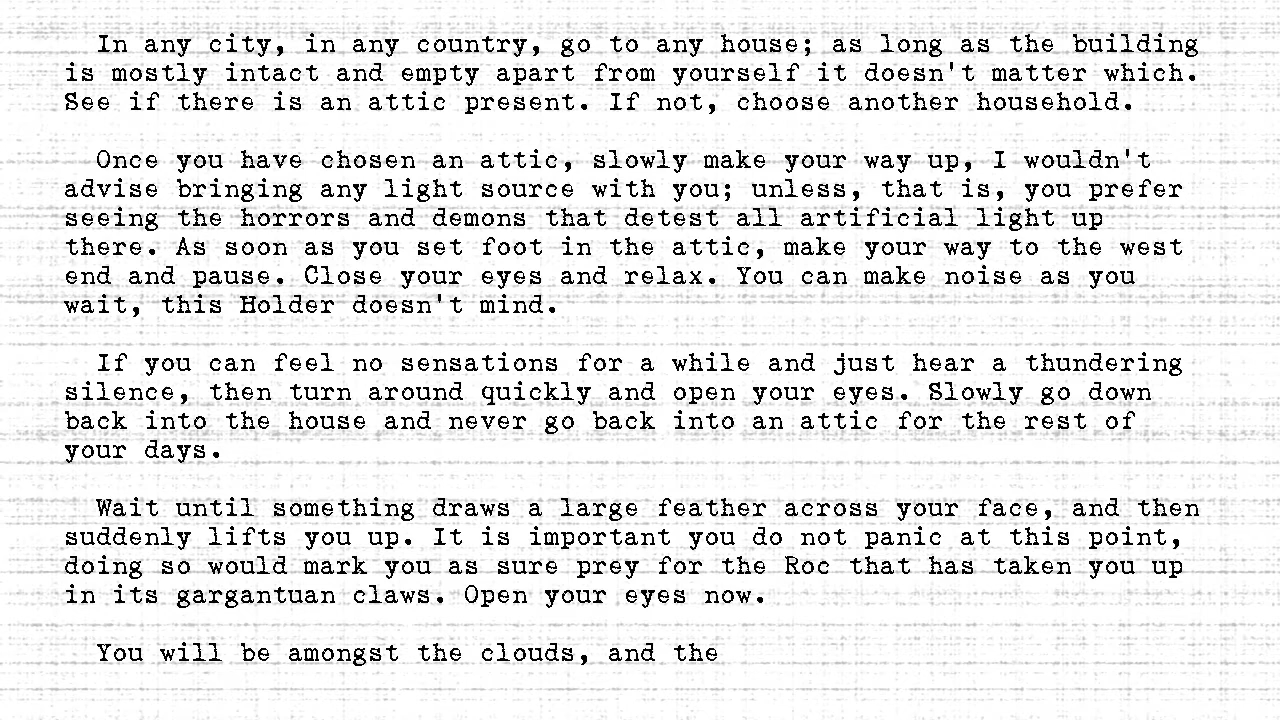 In any city, in any country, go to any house; as long as the building
is mostly intact and empty apart from yourself it doesn't matter which.
See if there is an attic present. If not, choose another household.
Once you have chosen an attic, slowly make your way up, I wouldn't
advise bringing any light source with you; unless, that is, you prefer
seeing the horrors and demons that detest all artificial light up
there. As soon as you set foot in the attic, make your way to the west
end and pause. Close your eyes and relax. You can make noise as you
wait, this Holder doesn't mind.
If you can feel no sensations for a while and just hear a thundering
silence, then turn around quickly and open your eyes. Slowly go down
back into the house and never go back into an attic for the rest of
your days.
Wait until something draws a large feather across your face, and then
suddenly lifts you up. It is important you do not panic at this point,
doing so would mark you as sure prey for the Roc that has taken you up
in its gargantuan claws. Open your eyes now.
You will be amongst the clouds, and the